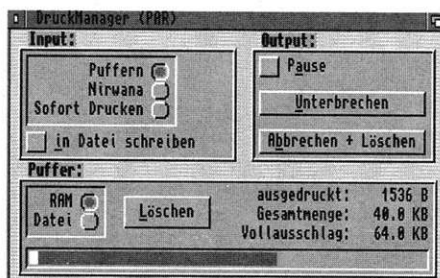 DruckManager (PAR)
Input:
Puffern
Nirwana
Sofort Drucken
in Datei schreiben
Output:
Pause
Unterbrechen
Abbrechen + Löschen
Puffer:
RAM
Datei
Löschen
ausgedruckt: 1536 B
Gesamtmenge: 40.0 KB
Vollausschlag: 64.0 KB